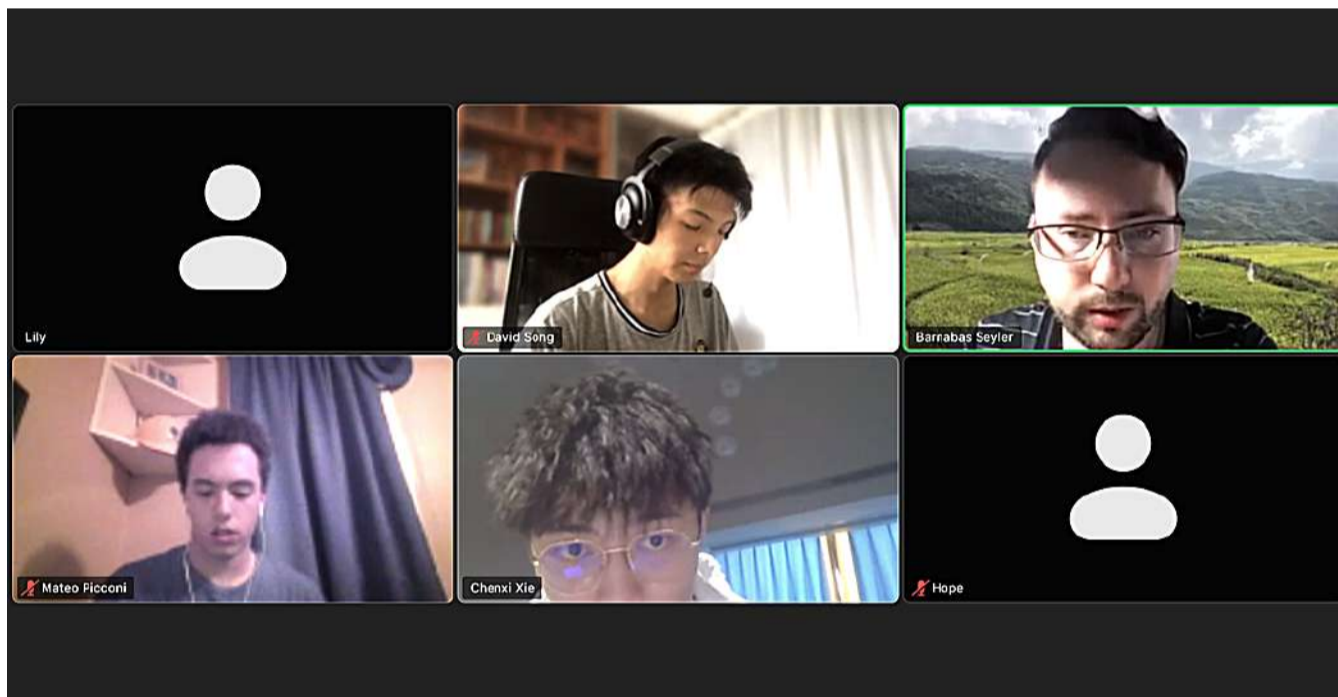 Lily
David Song
Barnabas Seyler
Mateo Picconi
Chenxi Xie
Hope